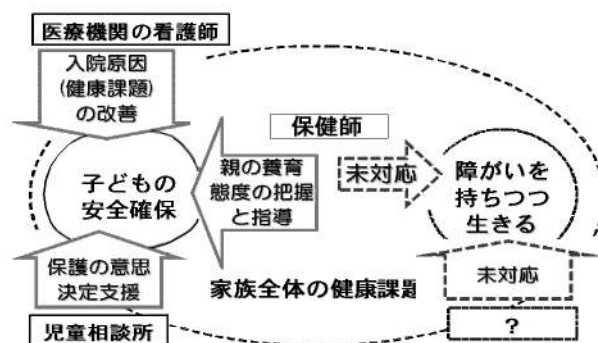 医療機関の看護師
入院原因
(健康課題)
の改善
保健師
子どもの
安全確保
親の養育
態度の把握
と指導
未対応
障がいを
持ちつつ
生きる
保護の意思
決定支援
家族全体の健康課題
未対応
児童相談所
?